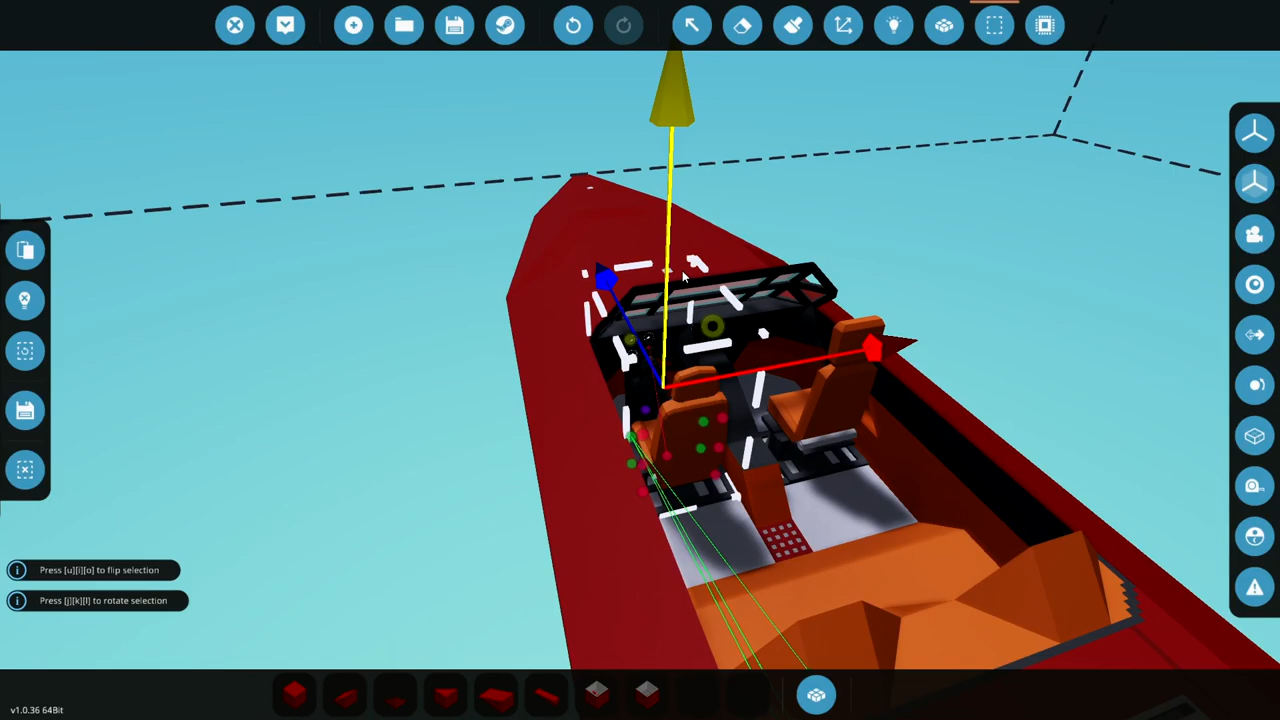 Press [u][i][o] to flip selection
Press [j][k][l] to rotate selection
v1.0.36 64Bit